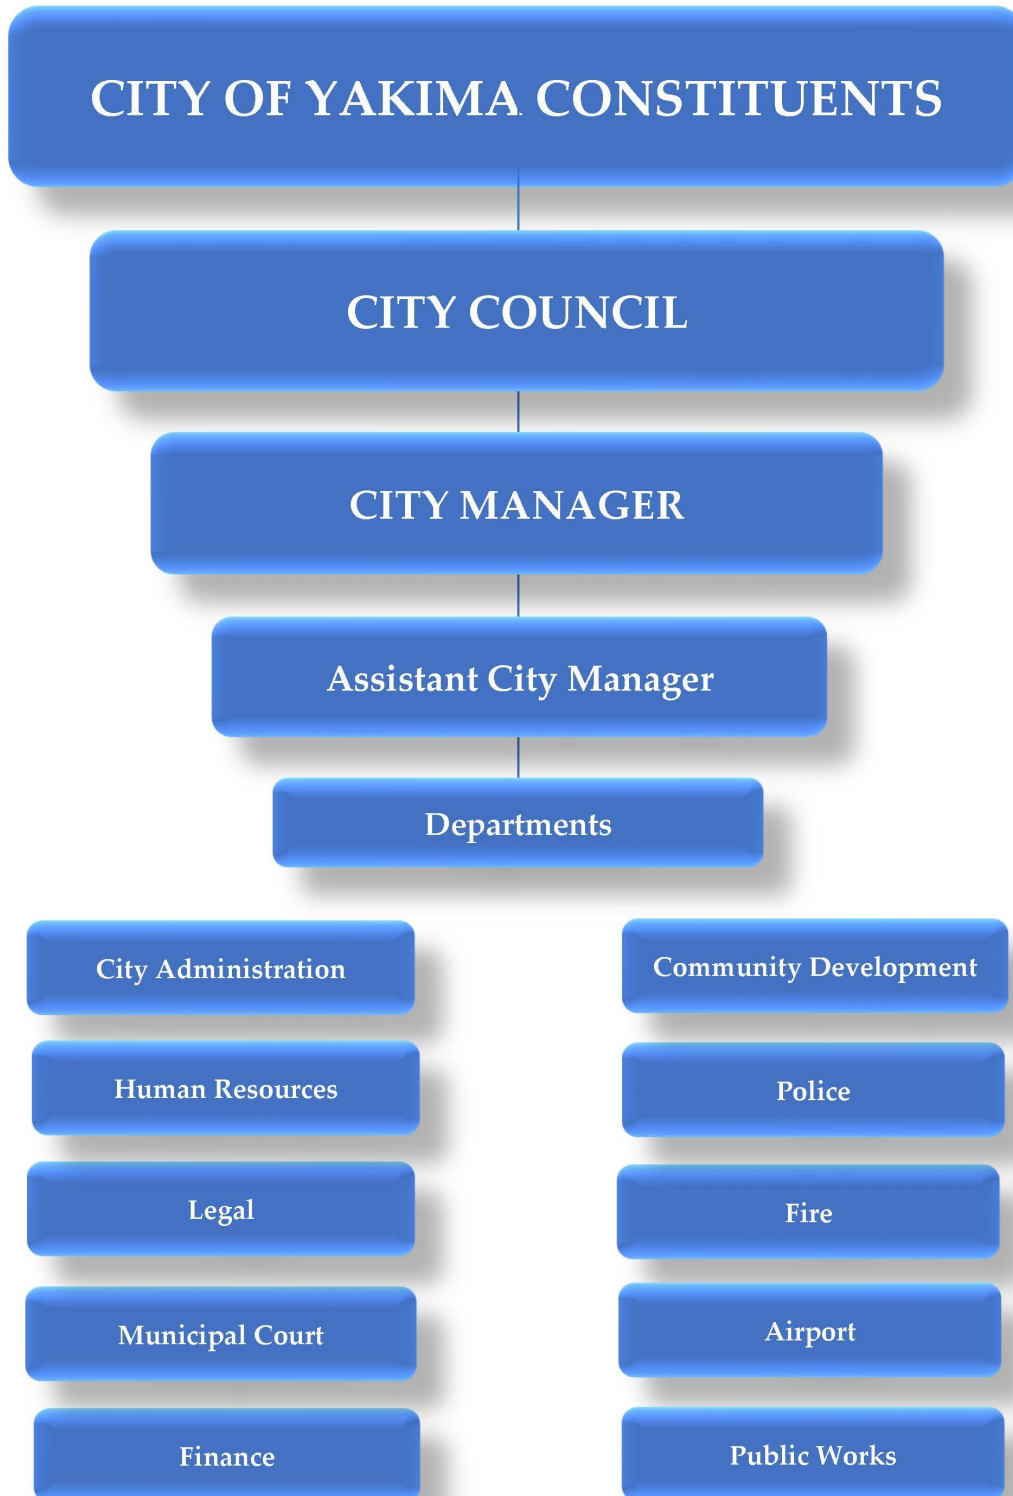 CITY OF YAKIMA CONSTITUENTS
CITY COUNCIL
CITY MANAGER
Assistant City Manager
Departments
City Administration
Human Resources
Legal
Municipal Court
Finance
Community Development
Police
Fire
Airport
Public Works